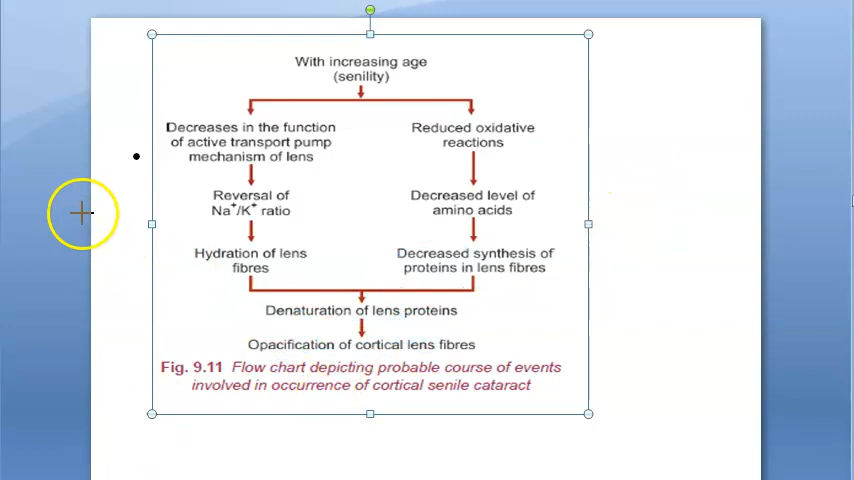 With increasing age
(senility)
Decreases in the function
of active transport pump
mechanism of lens
Reversal of
Na⁺/K⁺ ratio
Hydration of lens
fibres
Reduced oxidative
reactions
Decreased level of
amino acids
Decreased synthesis of
proteins in lens fibres
Denaturation of lens proteins
Opacification of cortical lens fibres
Fig. 9.11 Flow chart depicting probable course of events
involved in occurrence of cortical senile cataract